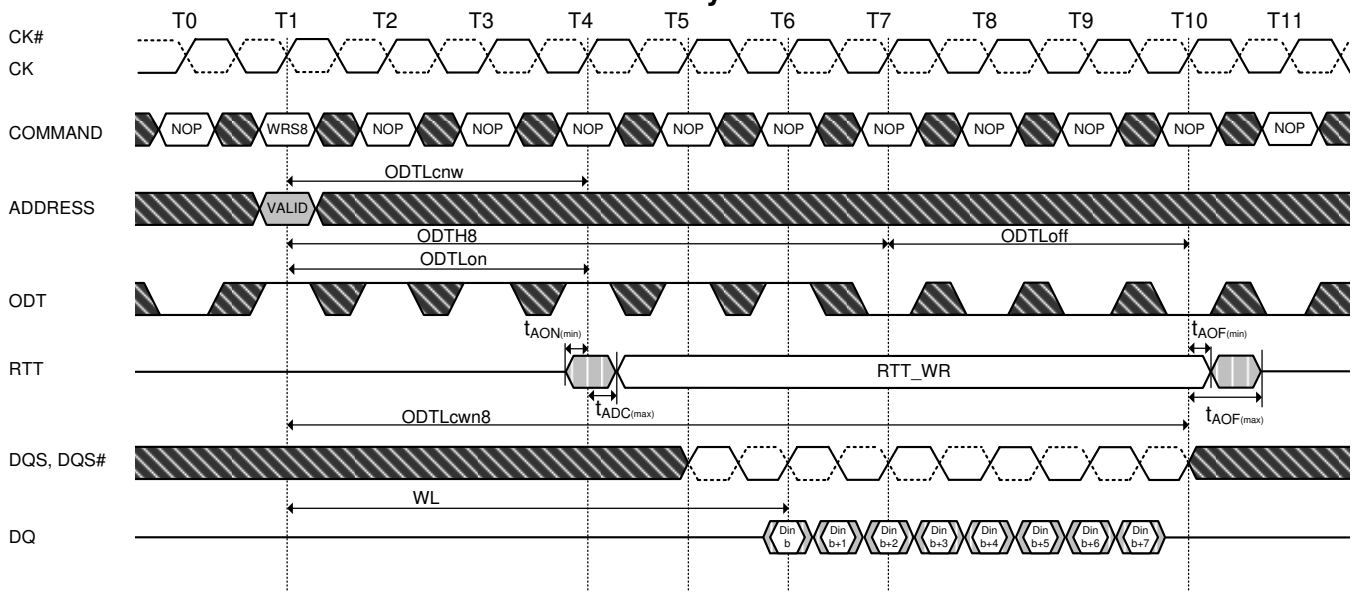 T0 T1 T2 T3 T4 T5 T6 T7 T8 T9 T10 T11
CK#
CK
COMMAND NOP WRS8 NOP NOP NOP NOP NOP NOP NOP NOP NOP NOP
ODTLcnw
ADDRESS VALID
ODTH8 ODTLoff
ODTLon
ODT
tAON(min) tAOF(min)
RTT RTT_WR
tADC(max) tAOF(max)
ODTLcwn8
DQS, DQS#
WL
DQ Din b Din b+1 Din b+2 Din b+3 Din b+4 Din b+5 Din b+6 Din b+7